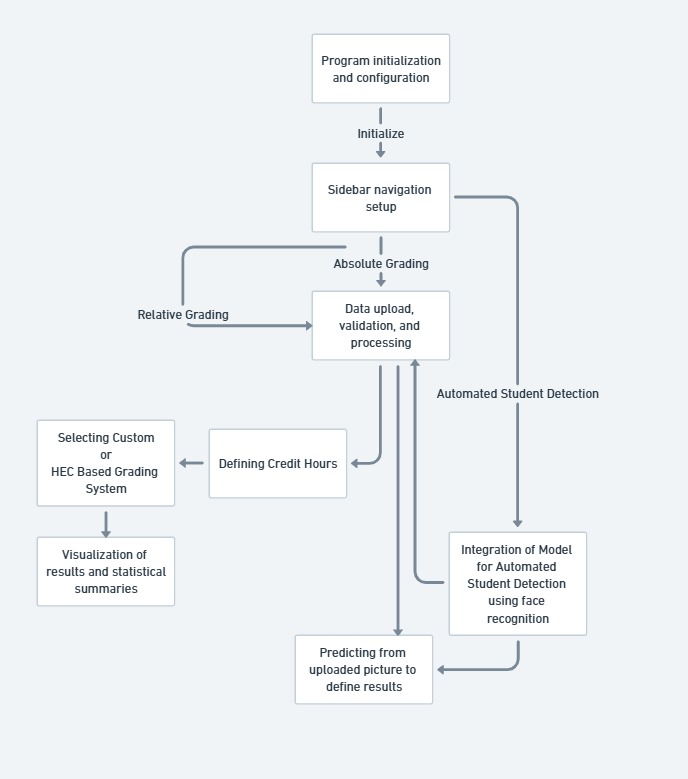 Program initialization
and configuration
Initialize
Sidebar navigation
setup
Absolute Grading
Relative Grading
Data upload,
validation, and
processing
Automated Student Detection
Selecting Custom
or
HEC Based Grading
System
Defining Credit Hours
Visualization of
results and statistical
summaries
Integration of Model
for Automated
Student Detection
using face
recognition
Predicting from
uploaded picture to
define results